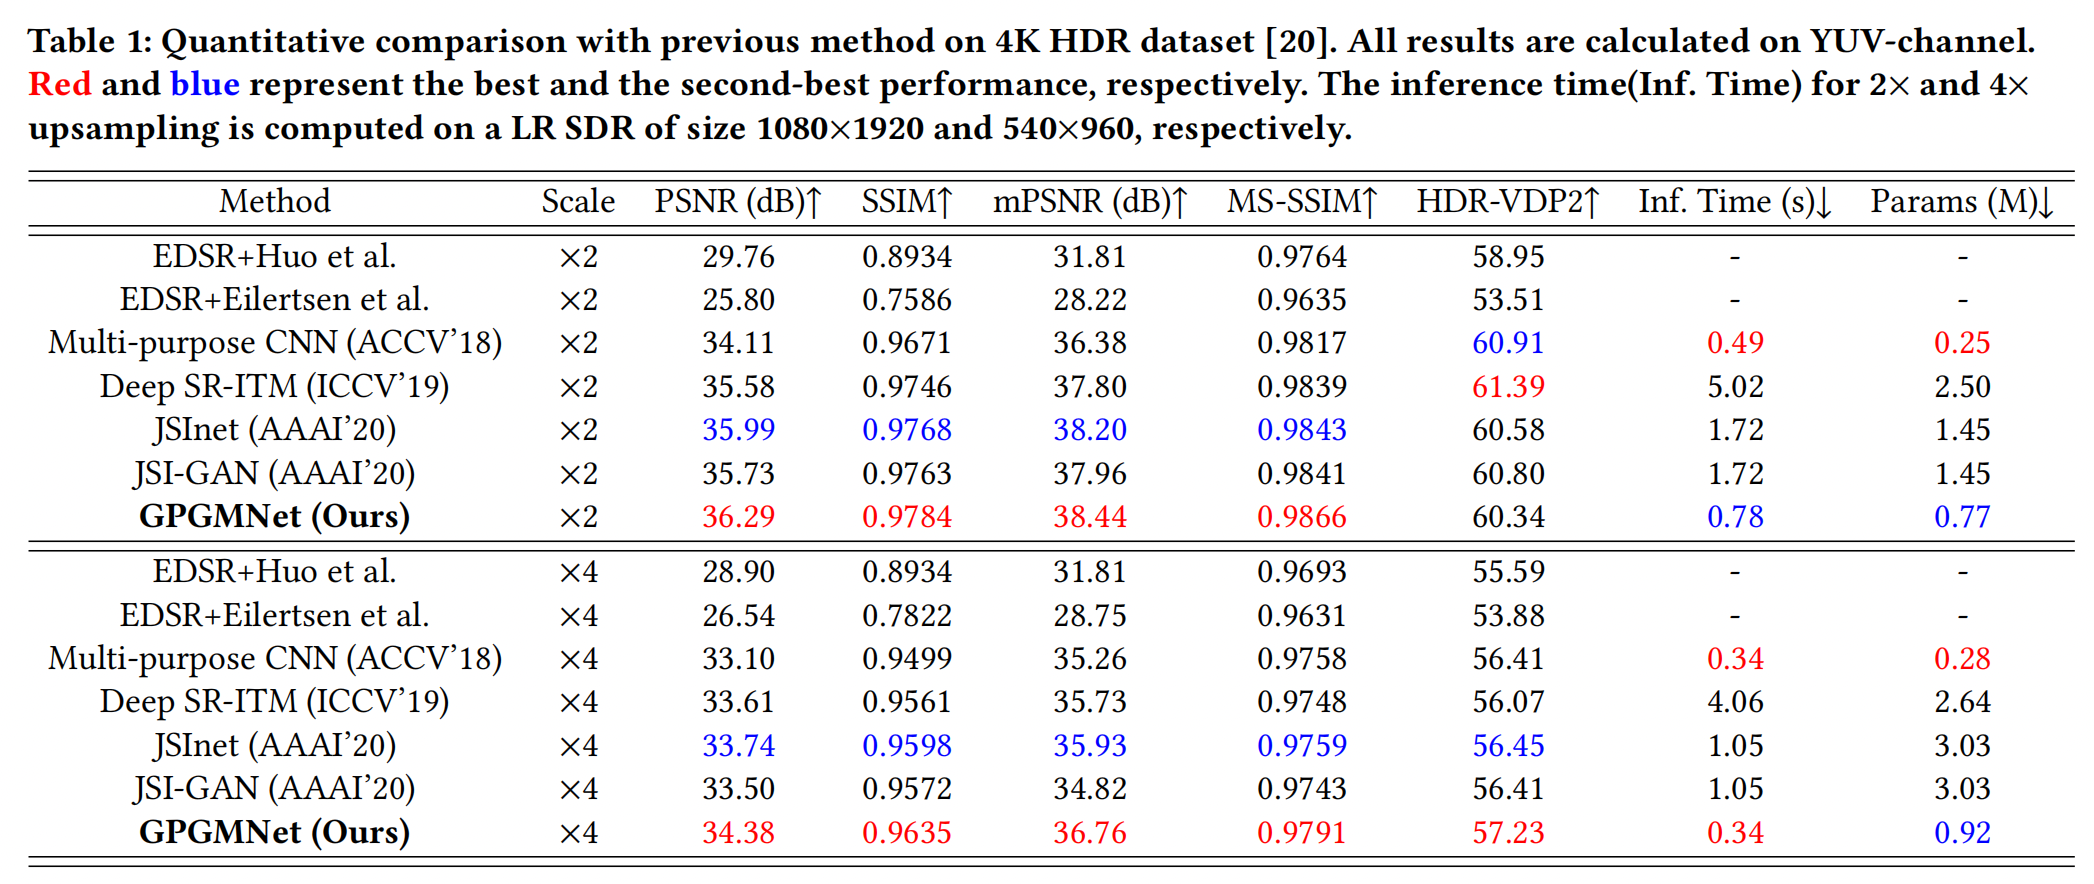 Table 1: Quantitative comparison with previous method on 4K HDR dataset [20]. All results are calculated on YUV-channel.
Red and blue represent the best and the second-best performance, respectively. The inference time(Inf. Time) for 2× and 4×
upsampling is computed on a LR SDR of size 1080×1920 and 540×960, respectively.
Method Scale PSNR (dB)↑ SSIM↑ mPSNR (dB)↑ MS-SSIM↑ HDR-VDP2↑ Inf. Time (s)↓ Params (M)↓
EDSR+Huo et al. ×2 29.76 0.8934 31.81 0.9764 58.95 - -
EDSR+Eilertsen et al. ×2 25.80 0.7586 28.22 0.9635 53.51 - -
Multi-purpose CNN (ACCV’18) ×2 34.11 0.9671 36.38 0.9817 60.91 0.49 0.25
Deep SR-ITM (ICCV’19) ×2 35.58 0.9746 37.80 0.9839 61.39 5.02 2.50
JSInet (AAAI’20) ×2 35.99 0.9768 38.20 0.9843 60.58 1.72 1.45
JSI-GAN (AAAI’20) ×2 35.73 0.9763 37.96 0.9841 60.80 1.72 1.45
GPGMNet (Ours) ×2 36.29 0.9784 38.44 0.9866 60.34 0.78 0.77
EDSR+Huo et al. ×4 28.90 0.8934 31.81 0.9693 55.59 - -
EDSR+Eilertsen et al. ×4 26.54 0.7822 28.75 0.9631 53.88 - -
Multi-purpose CNN (ACCV’18) ×4 33.10 0.9499 35.26 0.9758 56.41 0.34 0.28
Deep SR-ITM (ICCV’19) ×4 33.61 0.9561 35.73 0.9748 56.07 4.06 2.64
JSInet (AAAI’20) ×4 33.74 0.9598 35.93 0.9759 56.45 1.05 3.03
JSI-GAN (AAAI’20) ×4 33.50 0.9572 34.82 0.9743 56.41 1.05 3.03
GPGMNet (Ours) ×4 34.38 0.9635 36.76 0.9791 57.23 0.34 0.92